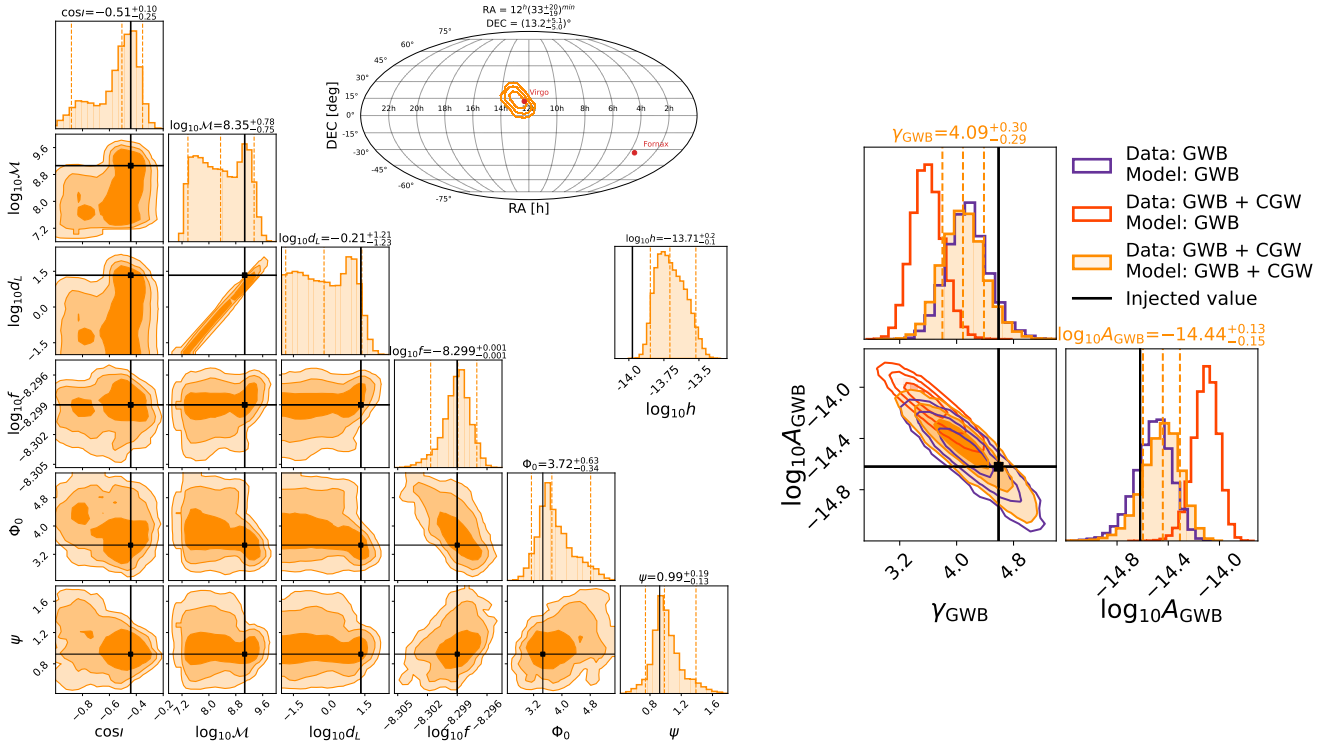 cosι=−0.51+0.10−0.25
RA = 12h(33+20−19)min
DEC = (13.2+5.1−5.0)°
75°
60°
45°
30°
15°
0°
−15°
−30°
−45°
−60°
−75°
14h 12h 6h 4h 2h
Virgo
Fornax
DEC [deg]
RA [h]
log10ℳ=8.35+0.78−0.75
log10ℳ
9.6
8.8
8.0
7.2
log10dL=−0.21+1.21−1.23
log10dL
1.5
0.0
−1.5
log10h=−13.71+0.2−0.1
−14.0 −13.75 −13.5
log10h
log10f=−8.299+0.001−0.001
log10f
−8.296
−8.299
−8.302
−8.305
Φ0=3.72+0.63−0.34
Φ0
4.8
4.0
3.2
ψ=0.99+0.19−0.13
ψ
1.6
1.2
0.8
−0.8 −0.6 −0.4 −0.2
7.2 8.0 8.8 9.6
−1.5 0.0 1.5
−8.305 −8.302 −8.299 −8.296
3.2 4.0 4.8
0.8 1.2 1.6
cosι log10ℳ log10dL log10f Φ0 ψ
γGWB=4.09+0.30−0.29
Data: GWB
Model: GWB
Data: GWB + CGW
Model: GWB
Data: GWB + CGW
Model: GWB + CGW
Injected value
log10AGWB=−14.44+0.13−0.15
log10AGWB
−14.0
−14.4
−14.8
3.2 4.0 4.8
−14.8 −14.4 −14.0
γGWB log10AGWB